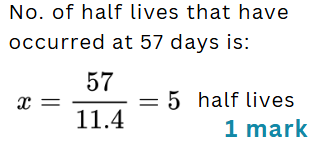 No. of half lives that have
occurred at 57 days is:
x = 57/11.4 = 5 half lives
1 mark